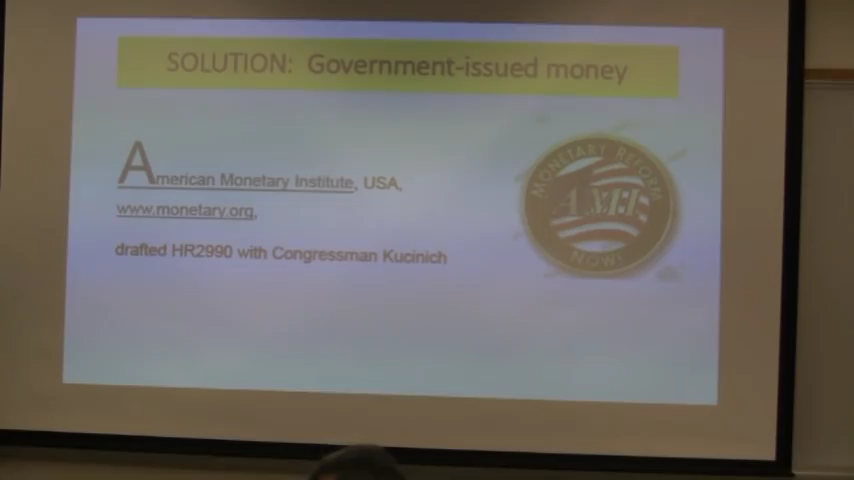 SOLUTION: Government-issued money
American Monetary Institute, USA,
www.monetary.org,
drafted HR2990 with Congressman Kucinich
MONETARY REFORM
AMI
NOW!